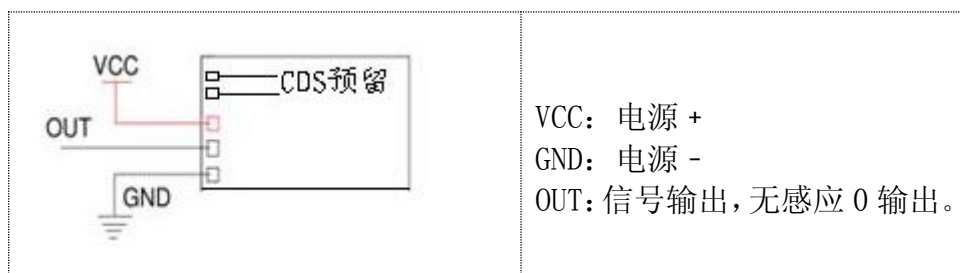 VCC
CDS预留
OUT
GND
VCC: 电源 +
GND: 电源 -
OUT:信号输出,无感应 0 输出。